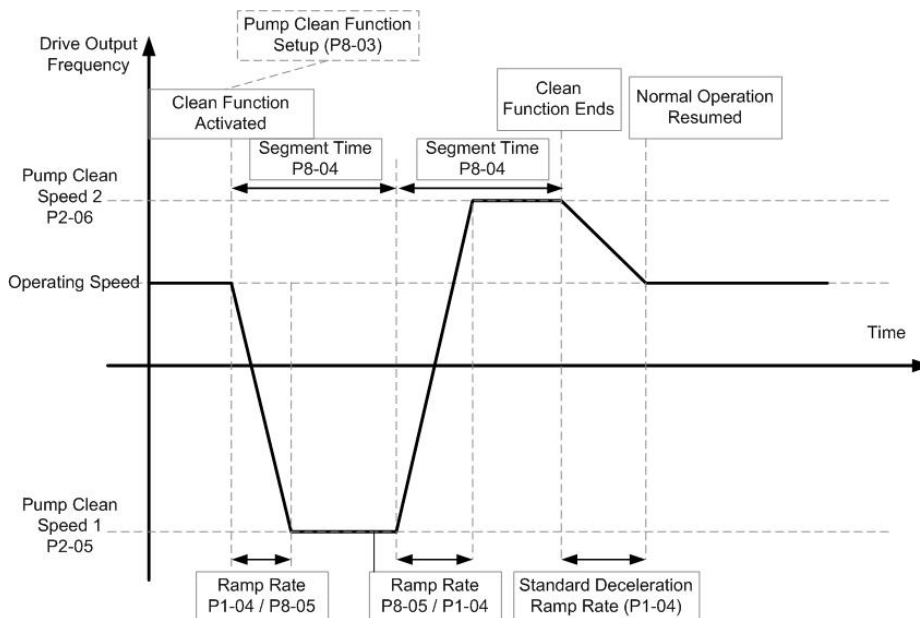 Pump Clean Function
Setup (P8-03)
Drive Output
Frequency
Clean Function
Activated
Clean
Function Ends
Normal Operation
Resumed
Segment Time
P8-04
Segment Time
P8-04
Pump Clean
Speed 2
P2-06
Operating Speed
Time
Pump Clean
Speed 1
P2-05
Ramp Rate
P1-04 / P8-05
Ramp Rate
P8-05 / P1-04
Standard Deceleration
Ramp Rate (P1-04)